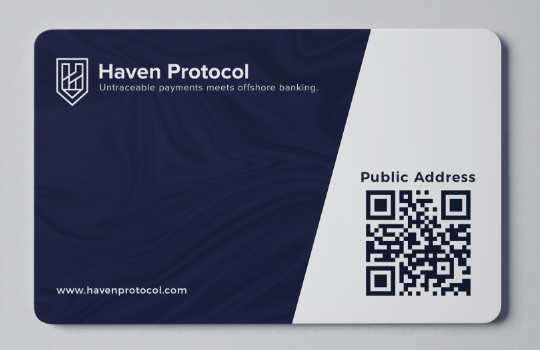 Haven Protocol
Untraceable payments meets offshore banking.
Public Address
www.havenprotocol.com